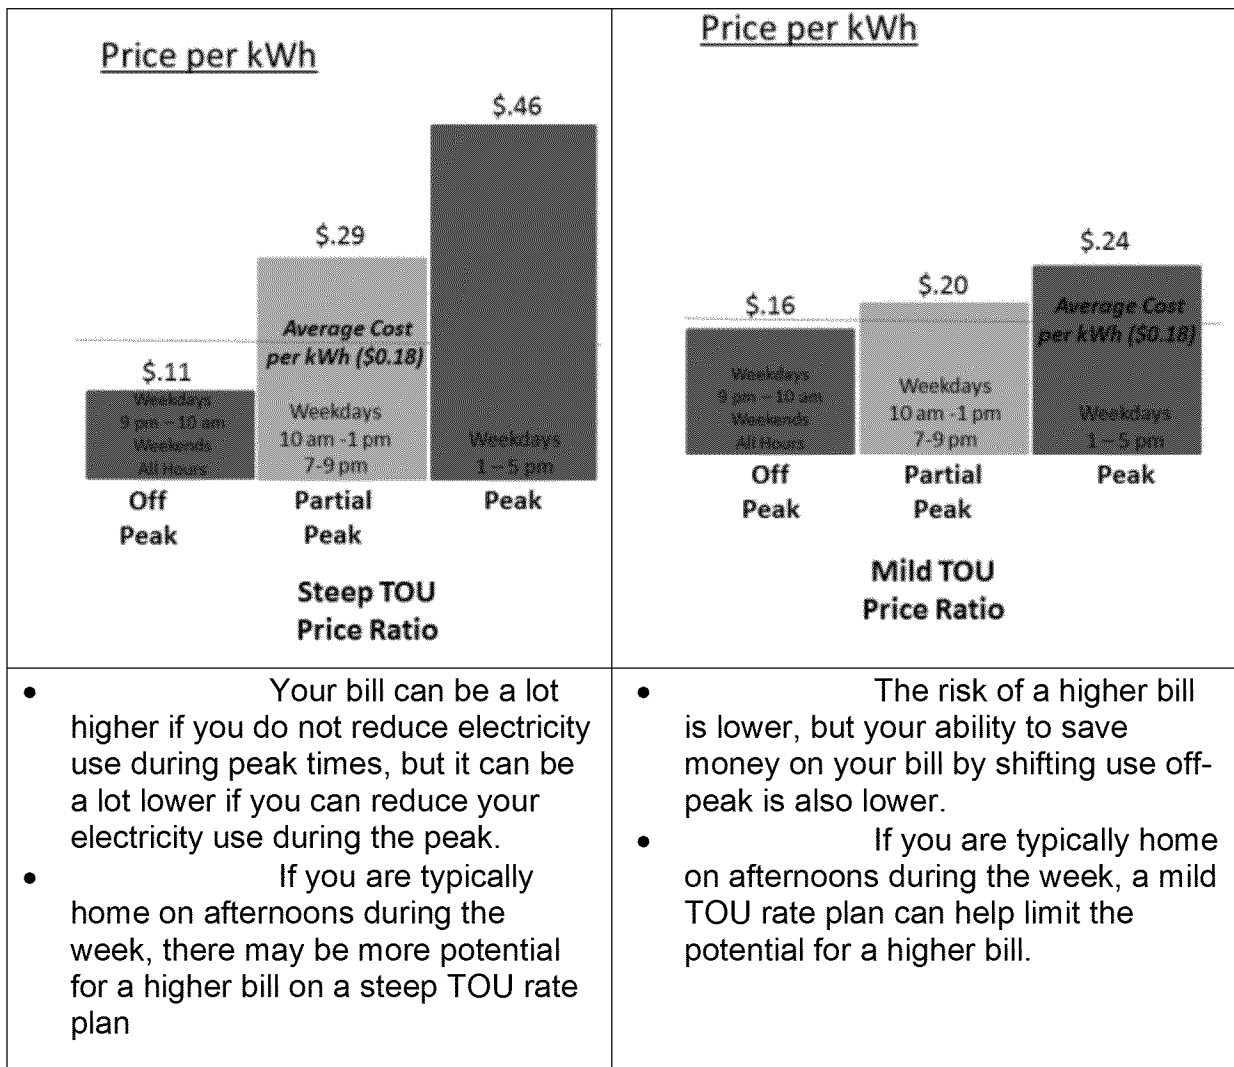 Price per kWh
$.46
$.29
Average Cost
per kWh ($0.18)
$.11
Weekdays
9 pm – 10 am
Weekends
All Hours
Weekdays
10 am -1 pm
7-9 pm
Weekdays
1 – 5 pm
Off
Peak
Partial
Peak
Peak
Steep TOU
Price Ratio
Price per kWh
$.24
$.20
$.16
Average Cost
per kWh ($0.18)
Weekdays
9 pm – 10 am
Weekends
All Hours
Weekdays
10 am -1 pm
7-9 pm
Weekdays
1 – 5 pm
Off
Peak
Partial
Peak
Peak
Mild TOU
Price Ratio
• Your bill can be a lot
higher if you do not reduce electricity
use during peak times, but it can be
a lot lower if you can reduce your
electricity use during the peak.
• If you are typically
home on afternoons during the
week, there may be more potential
for a higher bill on a steep TOU rate
plan
• The risk of a higher bill
is lower, but your ability to save
money on your bill by shifting use off-
peak is also lower.
• If you are typically home
on afternoons during the week, a mild
TOU rate plan can help limit the
potential for a higher bill.